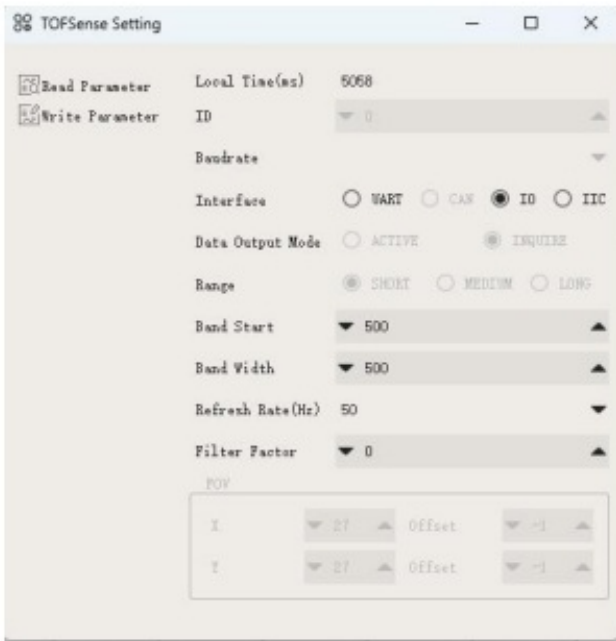 TOFSense Setting
Read Parameter
Write Parameter
Local Time(ms) 5068
ID 0
Baudrate
Interface UART CAN IO IIC
Data Output Mode ACTIVE INQUIRE
Range SHORT MEDIUM LONG
Band Start 500
Band Width 500
Refresh Rate(Hz) 50
Filter Factor 0
FOV
X 27 Offset -1
Y 27 Offset -1